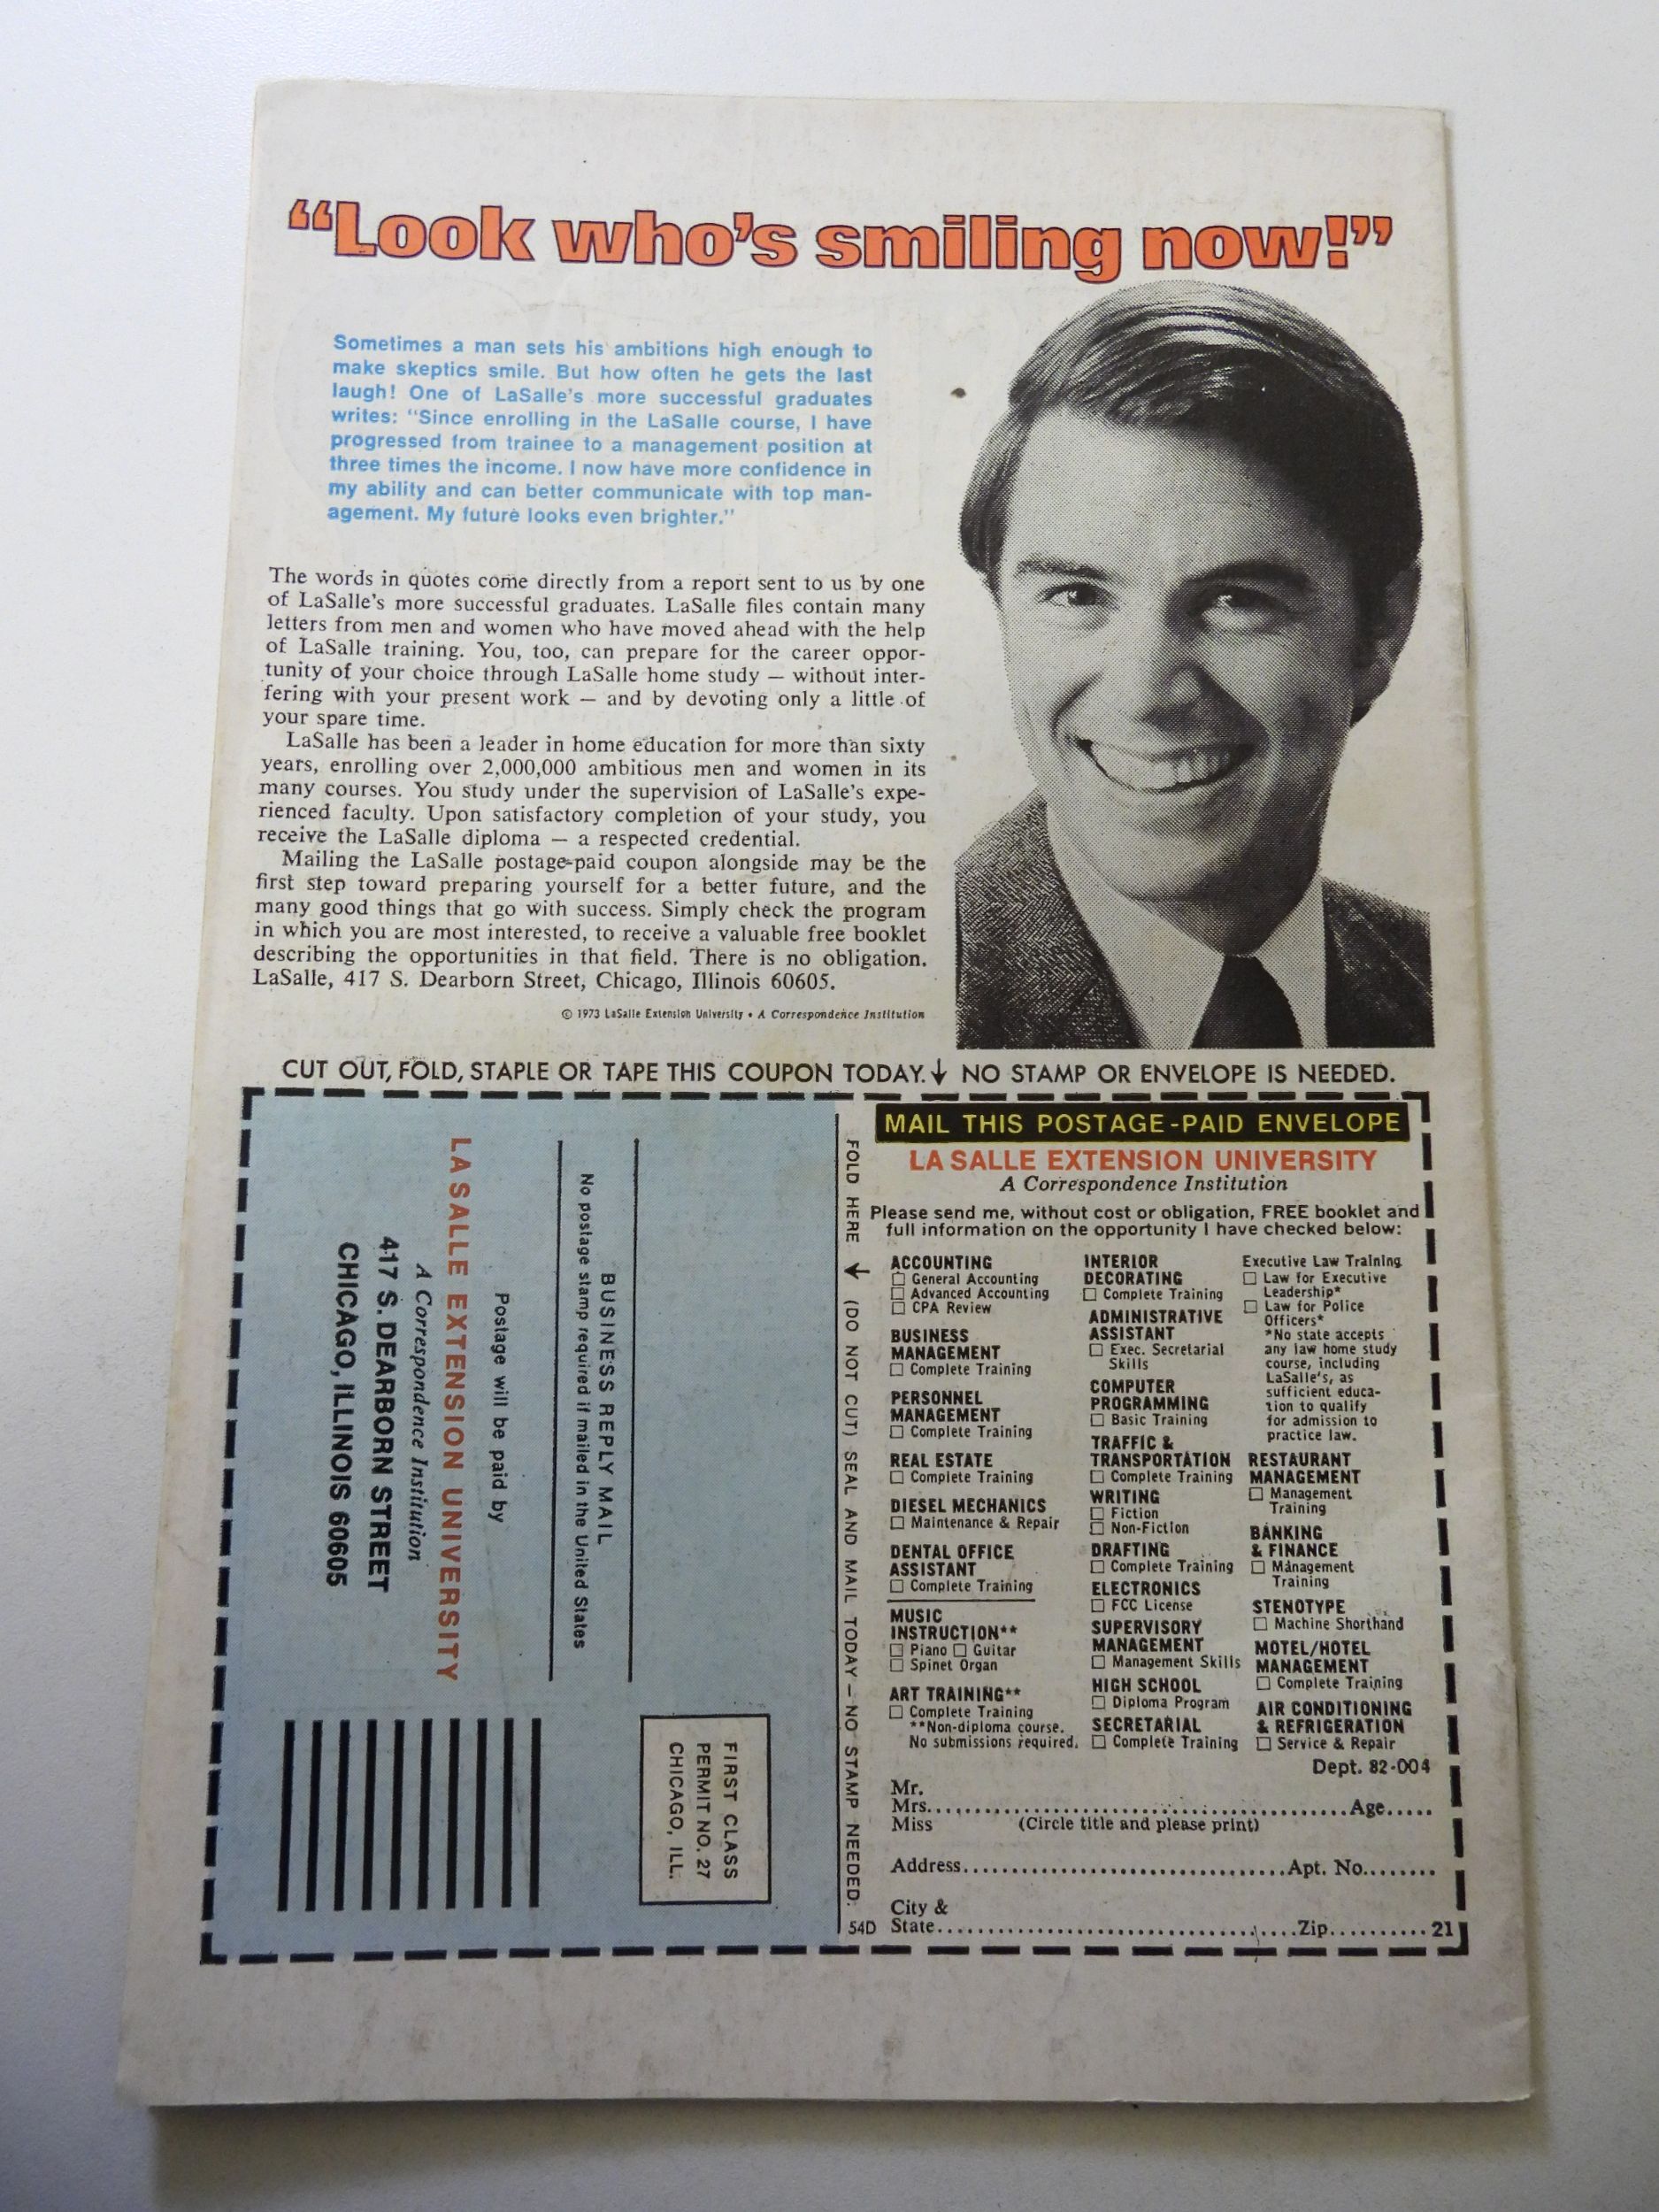 “Look who’s smiling now!”
Sometimes a man sets his ambitions high enough to
make skeptics smile. But how often he gets the last
laugh! One of LaSalle’s more successful graduates
writes: “Since enrolling in the LaSalle course, I have
progressed from trainee to a management position at
three times the income. I now have more confidence in
my ability and can better communicate with top man-
agement. My future looks even brighter.”
The words in quotes come directly from a report sent to us by one
of LaSalle’s more successful graduates. LaSalle files contain many
letters from men and women who have moved ahead with the help
of LaSalle training. You, too, can prepare for the career oppor-
tunity of your choice through LaSalle home study — without inter-
fering with your present work — and by devoting only a little of
your spare time.
LaSalle has been a leader in home education for more than sixty
years, enrolling over 2,000,000 ambitious men and women in its
many courses. You study under the supervision of LaSalle’s expe-
rienced faculty. Upon satisfactory completion of your study, you
receive the LaSalle diploma — a respected credential.
Mailing the LaSalle postage-paid coupon alongside may be the
first step toward preparing yourself for a better future, and the
many good things that go with success. Simply check the program
in which you are most interested, to receive a valuable free booklet
describing the opportunities in that field. There is no obligation.
LaSalle, 417 S. Dearborn Street, Chicago, Illinois 60605.
© 1973 LaSalle Extension University • A Correspondence Institution
CUT OUT, FOLD, STAPLE OR TAPE THIS COUPON TODAY. ↓ NO STAMP OR ENVELOPE IS NEEDED.
FIRST CLASS
PERMIT NO. 27
CHICAGO, ILL.
BUSINESS REPLY MAIL
No postage stamp required if mailed in the United States
Postage will be paid by
LA SALLE EXTENSION UNIVERSITY
A Correspondence Institution
417 S. DEARBORN STREET
CHICAGO, ILLINOIS 60605
FOLD HERE (DO NOT CUT) SEAL AND MAIL TODAY—NO STAMP NEEDED.
54D
MAIL THIS POSTAGE-PAID ENVELOPE
LA SALLE EXTENSION UNIVERSITY
A Correspondence Institution
Please send me, without cost or obligation, FREE booklet and
full information on the opportunity I have checked below:
ACCOUNTING
☐ General Accounting
☐ Advanced Accounting
☐ CPA Review
BUSINESS
MANAGEMENT
☐ Complete Training
PERSONNEL
MANAGEMENT
☐ Complete Training
REAL ESTATE
☐ Complete Training
DIESEL MECHANICS
☐ Maintenance & Repair
DENTAL OFFICE
ASSISTANT
☐ Complete Training
MUSIC
INSTRUCTION**
☐ Piano ☐ Guitar
☐ Spinet Organ
ART TRAINING**
☐ Complete Training
**Non-diploma course.
No submissions required.
INTERIOR
DECORATING
☐ Complete Training
ADMINISTRATIVE
ASSISTANT
☐ Exec. Secretarial
Skills
COMPUTER
PROGRAMMING
☐ Basic Training
TRAFFIC &
TRANSPORTATION
☐ Complete Training
WRITING
☐ Fiction
☐ Non-Fiction
DRAFTING
☐ Complete Training
ELECTRONICS
☐ FCC License
SUPERVISORY
MANAGEMENT
☐ Management Skills
HIGH SCHOOL
☐ Diploma Program
SECRETARIAL
☐ Complete Training
Executive Law Training
☐ Law for Executive
Leadership*
☐ Law for Police
Officers*
*No state accepts
any law home study
course, including
LaSalle’s, as
sufficient educa-
tion to qualify
for admission to
practice law.
RESTAURANT
MANAGEMENT
☐ Management
Training
BANKING
& FINANCE
☐ Management
Training
STENOTYPE
☐ Machine Shorthand
MOTEL/HOTEL
MANAGEMENT
☐ Complete Training
AIR CONDITIONING
& REFRIGERATION
☐ Service & Repair
Dept. 82-004
Mr.
Mrs. Age
Miss (Circle title and please print)
Address Apt. No.
City &
State Zip 21